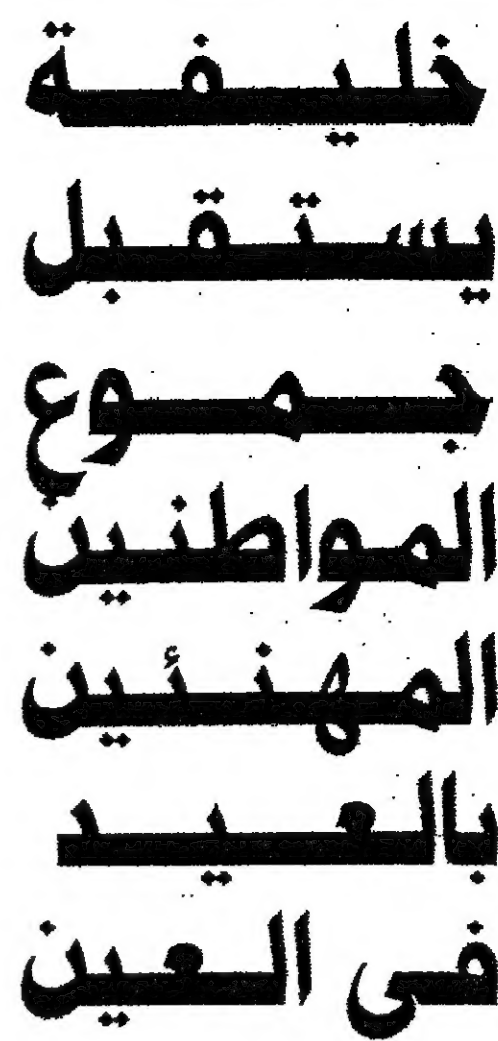 خليفة
يستقبل
جموع
المواطنين
المهنئين
بالعيد
فى العين